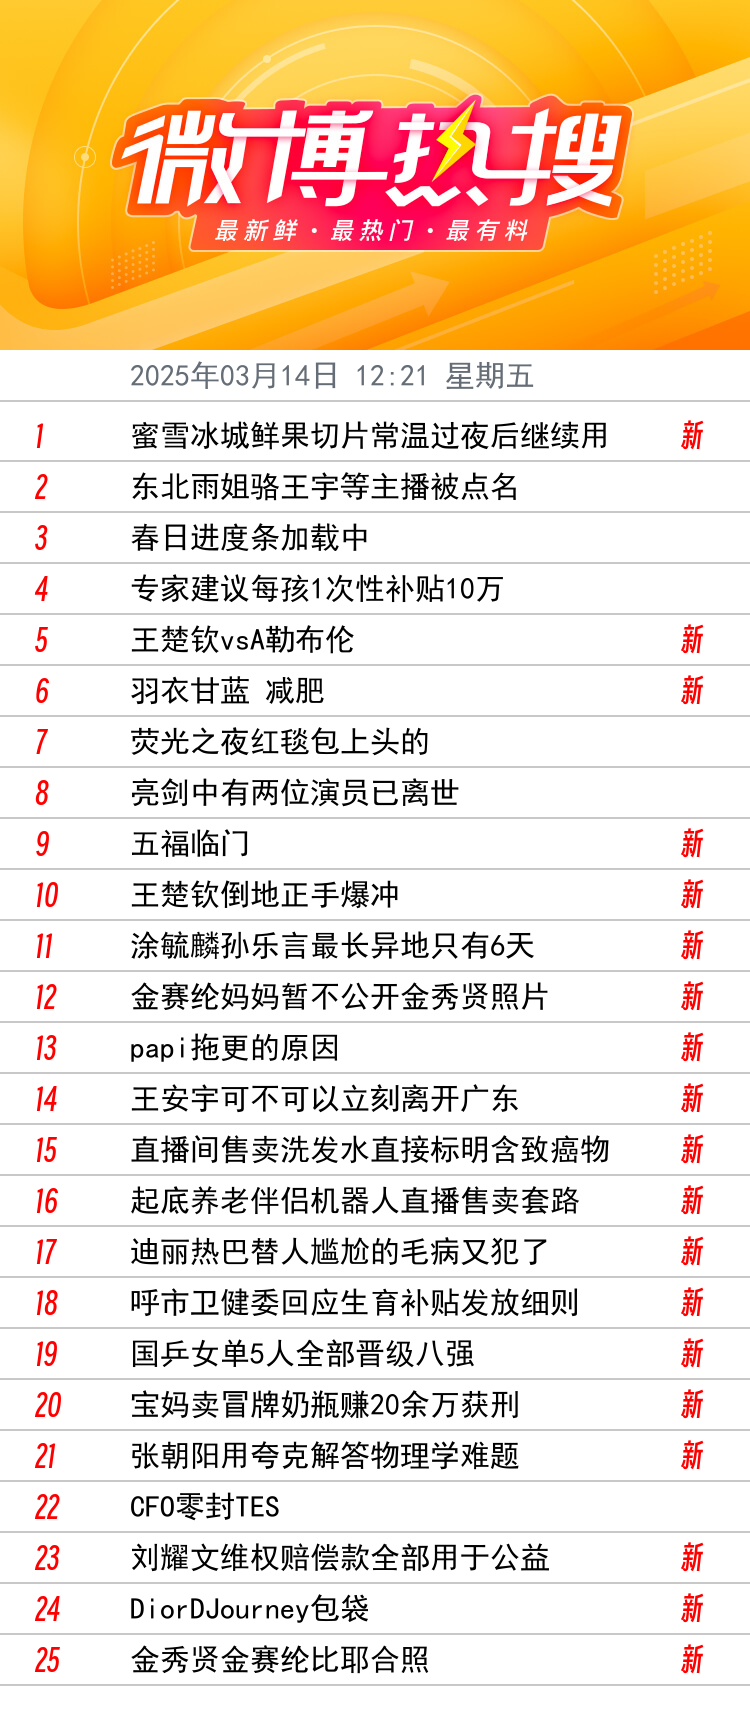 微博热搜
最新鲜·最热门·最有料
2025年03月14日 12:21 星期五
1 蜜雪冰城鲜果切片常温过夜后继续用 新
2 东北雨姐骆王宇等主播被点名
3 春日进度条加载中
4 专家建议每孩1次性补贴10万
5 王楚钦vsA勒布伦 新
6 羽衣甘蓝 减肥 新
7 荧光之夜红毯包上头的
8 亮剑中有两位演员已离世
9 五福临门 新
10 王楚钦倒地正手爆冲 新
11 涂毓麟孙乐言最长异地只有6天 新
12 金赛纶妈妈暂不公开金秀贤照片 新
13 papi拖更的原因 新
14 王安宇可不可以立刻离开广东 新
15 直播间售卖洗发水直接标明含致癌物 新
16 起底养老伴侣机器人直播售卖套路 新
17 迪丽热巴替人尴尬的毛病又犯了 新
18 呼市卫健委回应生育补贴发放细则 新
19 国乒女单5人全部晋级八强 新
20 宝妈卖冒牌奶瓶赚20余万获刑 新
21 张朝阳用夸克解答物理学难题 新
22 CFO零封TES
23 刘耀文维权赔偿款全部用于公益 新
24 DiorDJourney包袋 新
25 金秀贤金赛纶比耶合照 新